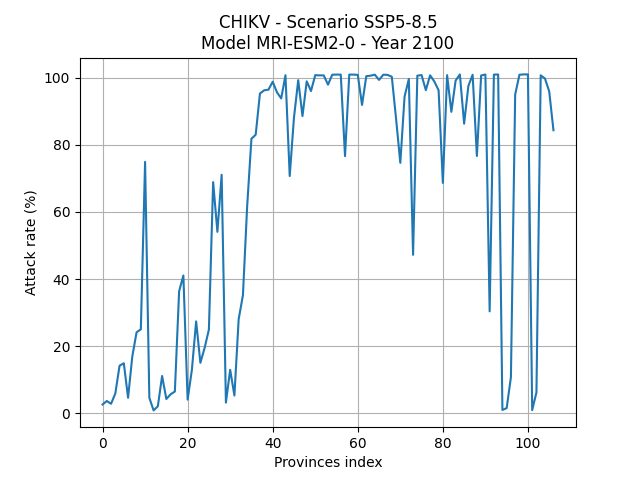 CHIKV - Scenario SSP5-8.5
Model MRI-ESM2-0 - Year 2100
Attack rate (%)
100
80
60
40
20
0
0 20 40 60 80 100
Provinces index